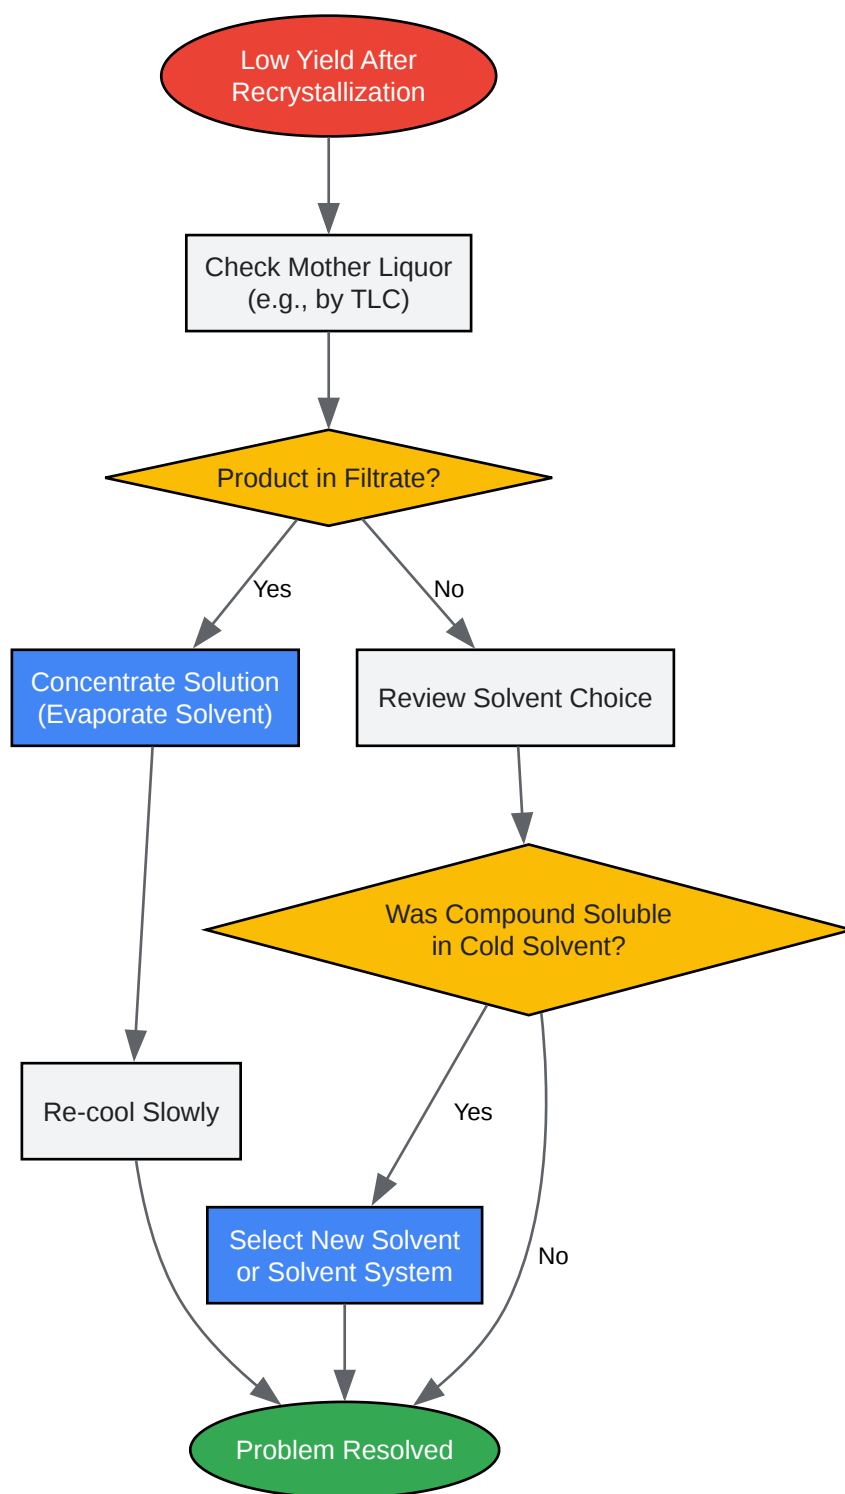 Low Yield After
Recrystallization
Check Mother Liquor
(e.g., by TLC)
Product in Filtrate?
Yes
No
Concentrate Solution
(Evaporate Solvent)
Review Solvent Choice
Was Compound Soluble
in Cold Solvent?
Re-cool Slowly
Yes
Select New Solvent
or Solvent System
No
Problem Resolved